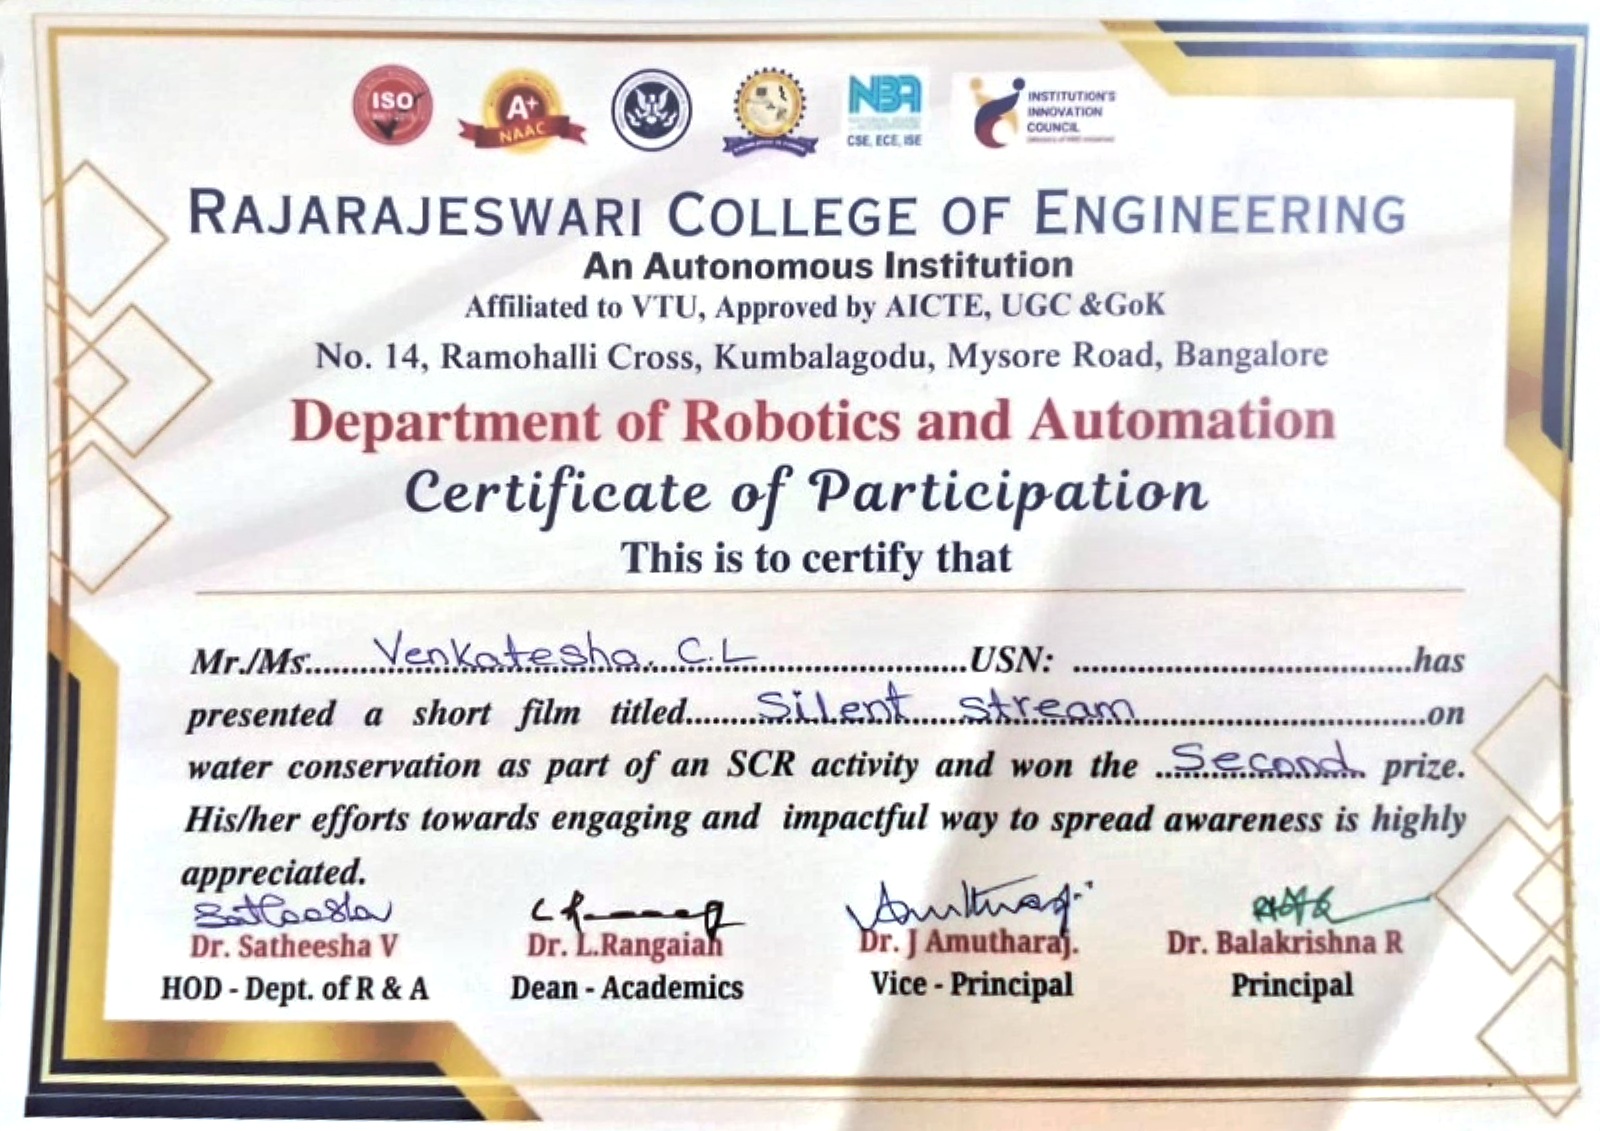 ISO
A+
NAAC
NBA
CSE, ECE, ISE
INSTITUTION'S
INNOVATION
COUNCIL
RAJARAJESWARI COLLEGE OF ENGINEERING
An Autonomous Institution
Affiliated to VTU, Approved by AICTE, UGC &GoK
No. 14, Ramohalli Cross, Kumbalagodu, Mysore Road, Bangalore
Department of Robotics and Automation
Certificate of Participation
This is to certify that
Mr./Ms.......Venkatesha. C.L..............................USN: ........................................has
presented a short film titled........Silent Stream........................................on
water conservation as part of an SCR activity and won the ...Second... prize.
His/her efforts towards engaging and impactful way to spread awareness is highly
appreciated.
Dr. Satheesha V Dr. L.Rangaiah Dr. J Amutharaj. Dr. Balakrishna R
HOD - Dept. of R & A Dean - Academics Vice - Principal Principal